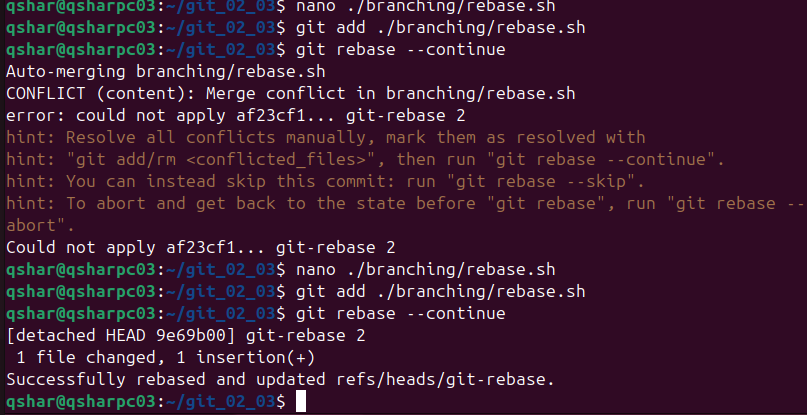 qshar@qsharpc03:~/git_02_03$ nano ./branching/rebase.sh
qshar@qsharpc03:~/git_02_03$ git add ./branching/rebase.sh
qshar@qsharpc03:~/git_02_03$ git rebase --continue
Auto-merging branching/rebase.sh
CONFLICT (content): Merge conflict in branching/rebase.sh
error: could not apply af23cf1... git-rebase 2
hint: Resolve all conflicts manually, mark them as resolved with
hint: "git add/rm <conflicted_files>", then run "git rebase --continue".
hint: You can instead skip this commit: run "git rebase --skip".
hint: To abort and get back to the state before "git rebase", run "git rebase --
abort".
Could not apply af23cf1... git-rebase 2
qshar@qsharpc03:~/git_02_03$ nano ./branching/rebase.sh
qshar@qsharpc03:~/git_02_03$ git add ./branching/rebase.sh
qshar@qsharpc03:~/git_02_03$ git rebase --continue
[detached HEAD 9e69b00] git-rebase 2
 1 file changed, 1 insertion(+)
Successfully rebased and updated refs/heads/git-rebase.
qshar@qsharpc03:~/git_02_03$